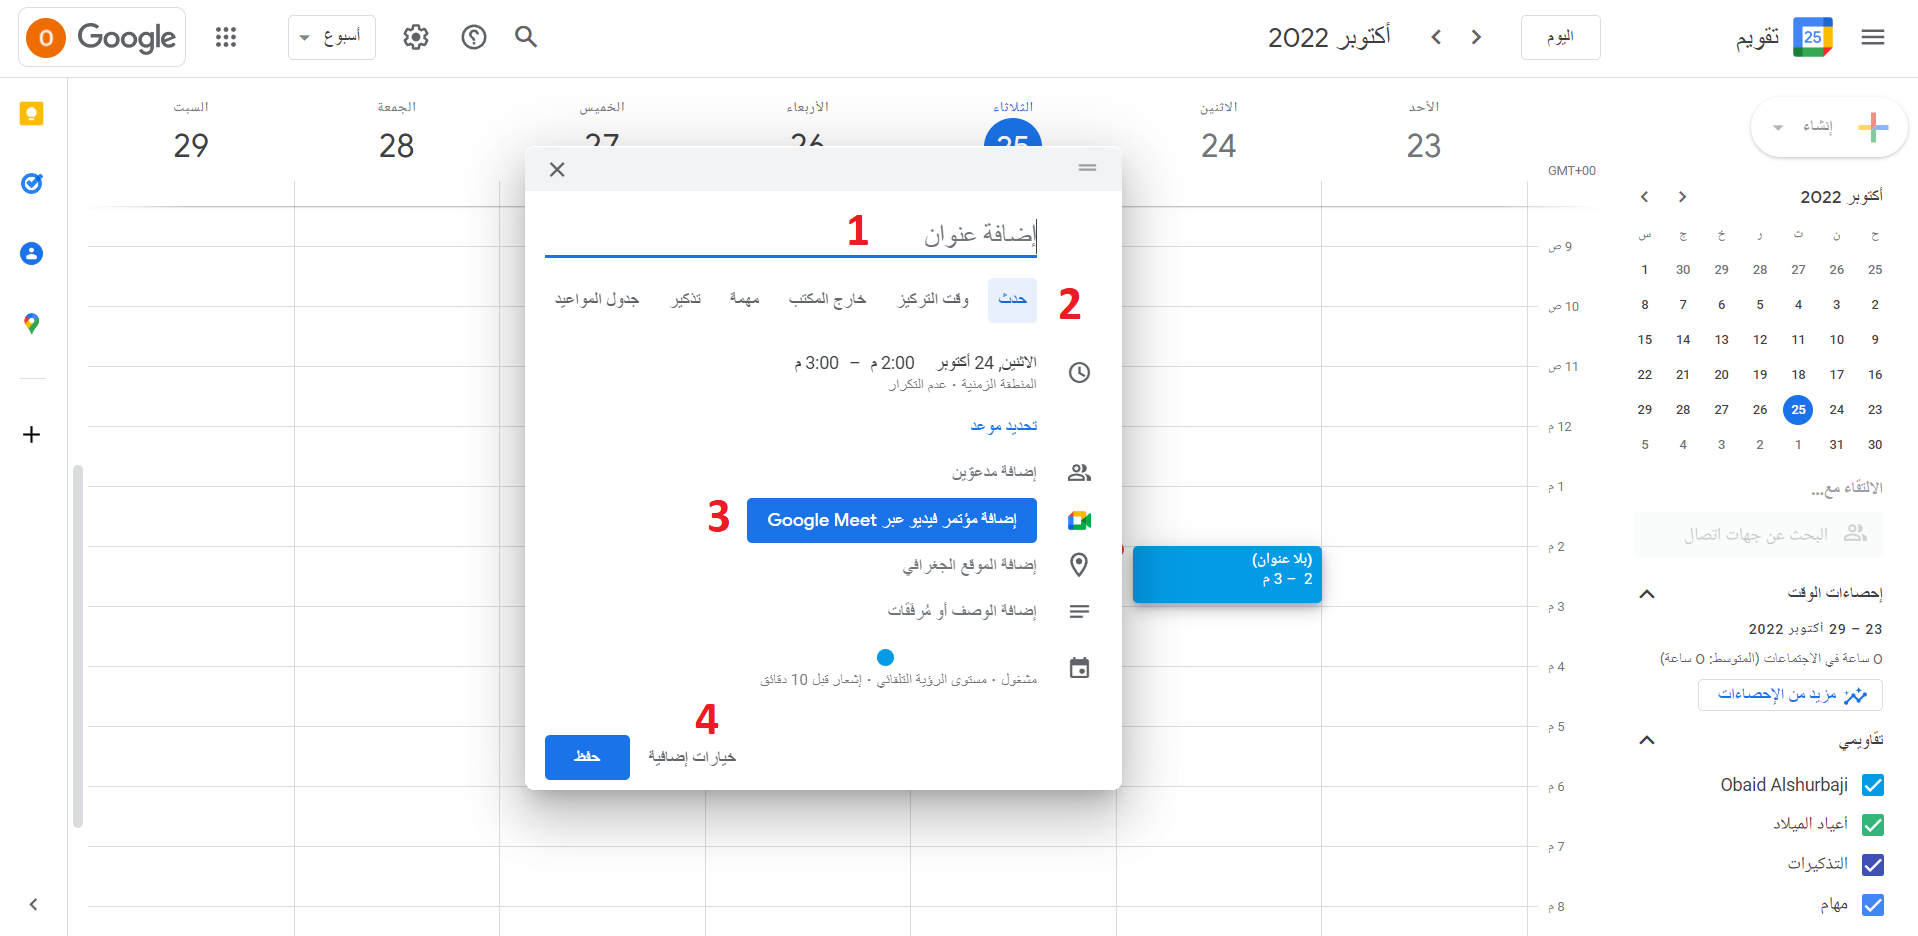 تقويم
25
اليوم
أكتوبر 2022
أسبوع
Google
O
إنشاء
الأحد
الاثنين
الثلاثاء
الأربعاء
الخميس
الجمعة
السبت
23
24
25
26
27
28
29
GMT+00
9 ص
10 ص
11 ص
12 م
1 م
2 م
3 م
4 م
5 م
6 م
7 م
8 م
أكتوبر 2022
ح ن ث ر خ ج س
25 26 27 28 29 30 1
2 3 4 5 6 7 8
9 10 11 12 13 14 15
16 17 18 19 20 21 22
23 24 25 26 27 28 29
30 31 1 2 3 4 5
الالتقاء مع...
البحث عن جهات اتصال
إحصاءات الوقت
23 – 29 أكتوبر 2022
0 ساعة في الاجتماعات (المتوسط: 0 ساعة)
مزيد من الإحصاءات
تقاويمي
Obaid Alshurbaji
أعياد الميلاد
التذكيرات
مهام
(بلا عنوان)
2 – 3 م
إضافة عنوان
1
2
حدث
وقت التركيز
خارج المكتب
مهمة
تذكير
جدول المواعيد
الاثنين, 24 أكتوبر 2:00 م – 3:00 م
المنطقة الزمنية • عدم التكرار
تحديد موعد
إضافة مدعوّين
إضافة مؤتمر فيديو عبر Google Meet
3
إضافة الموقع الجغرافي
إضافة الوصف أو مُرفَقات
مشغول • مستوى الرؤية التلقائي • إشعار قبل 10 دقائق
4
خيارات إضافية
حفظ